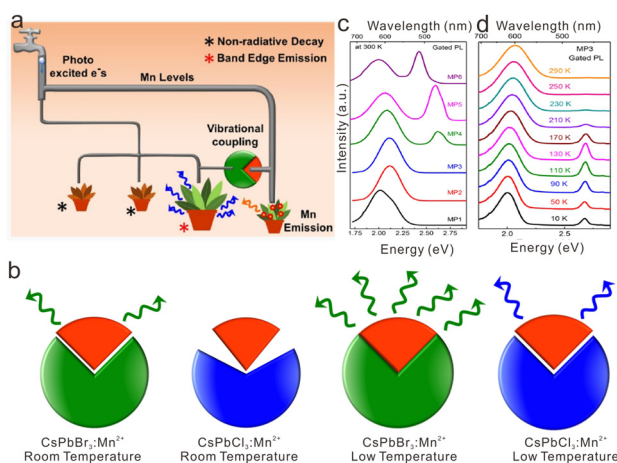 a
Photo
excited e⁻s
* Non-radiative Decay
* Band Edge Emission
Mn Levels
Vibrational
coupling
*
*
*
Mn
Emission
c
Wavelength (nm)
700 600 500
at 300 K
Gated PL
MP6
MP5
MP4
MP3
MP2
MP1
Intensity (a.u.)
1.75 2.00 2.25 2.50 2.75
Energy (eV)
d
Wavelength (nm)
700 600 500
MP3
Gated PL
290 K
250 K
230 K
210 K
170 K
130 K
110 K
90 K
50 K
10 K
2.0 2.5
Energy (eV)
b
CsPbBr₃:Mn²⁺
Room Temperature
CsPbCl₃:Mn²⁺
Room Temperature
CsPbBr₃:Mn²⁺
Low Temperature
CsPbCl₃:Mn²⁺
Low Temperature